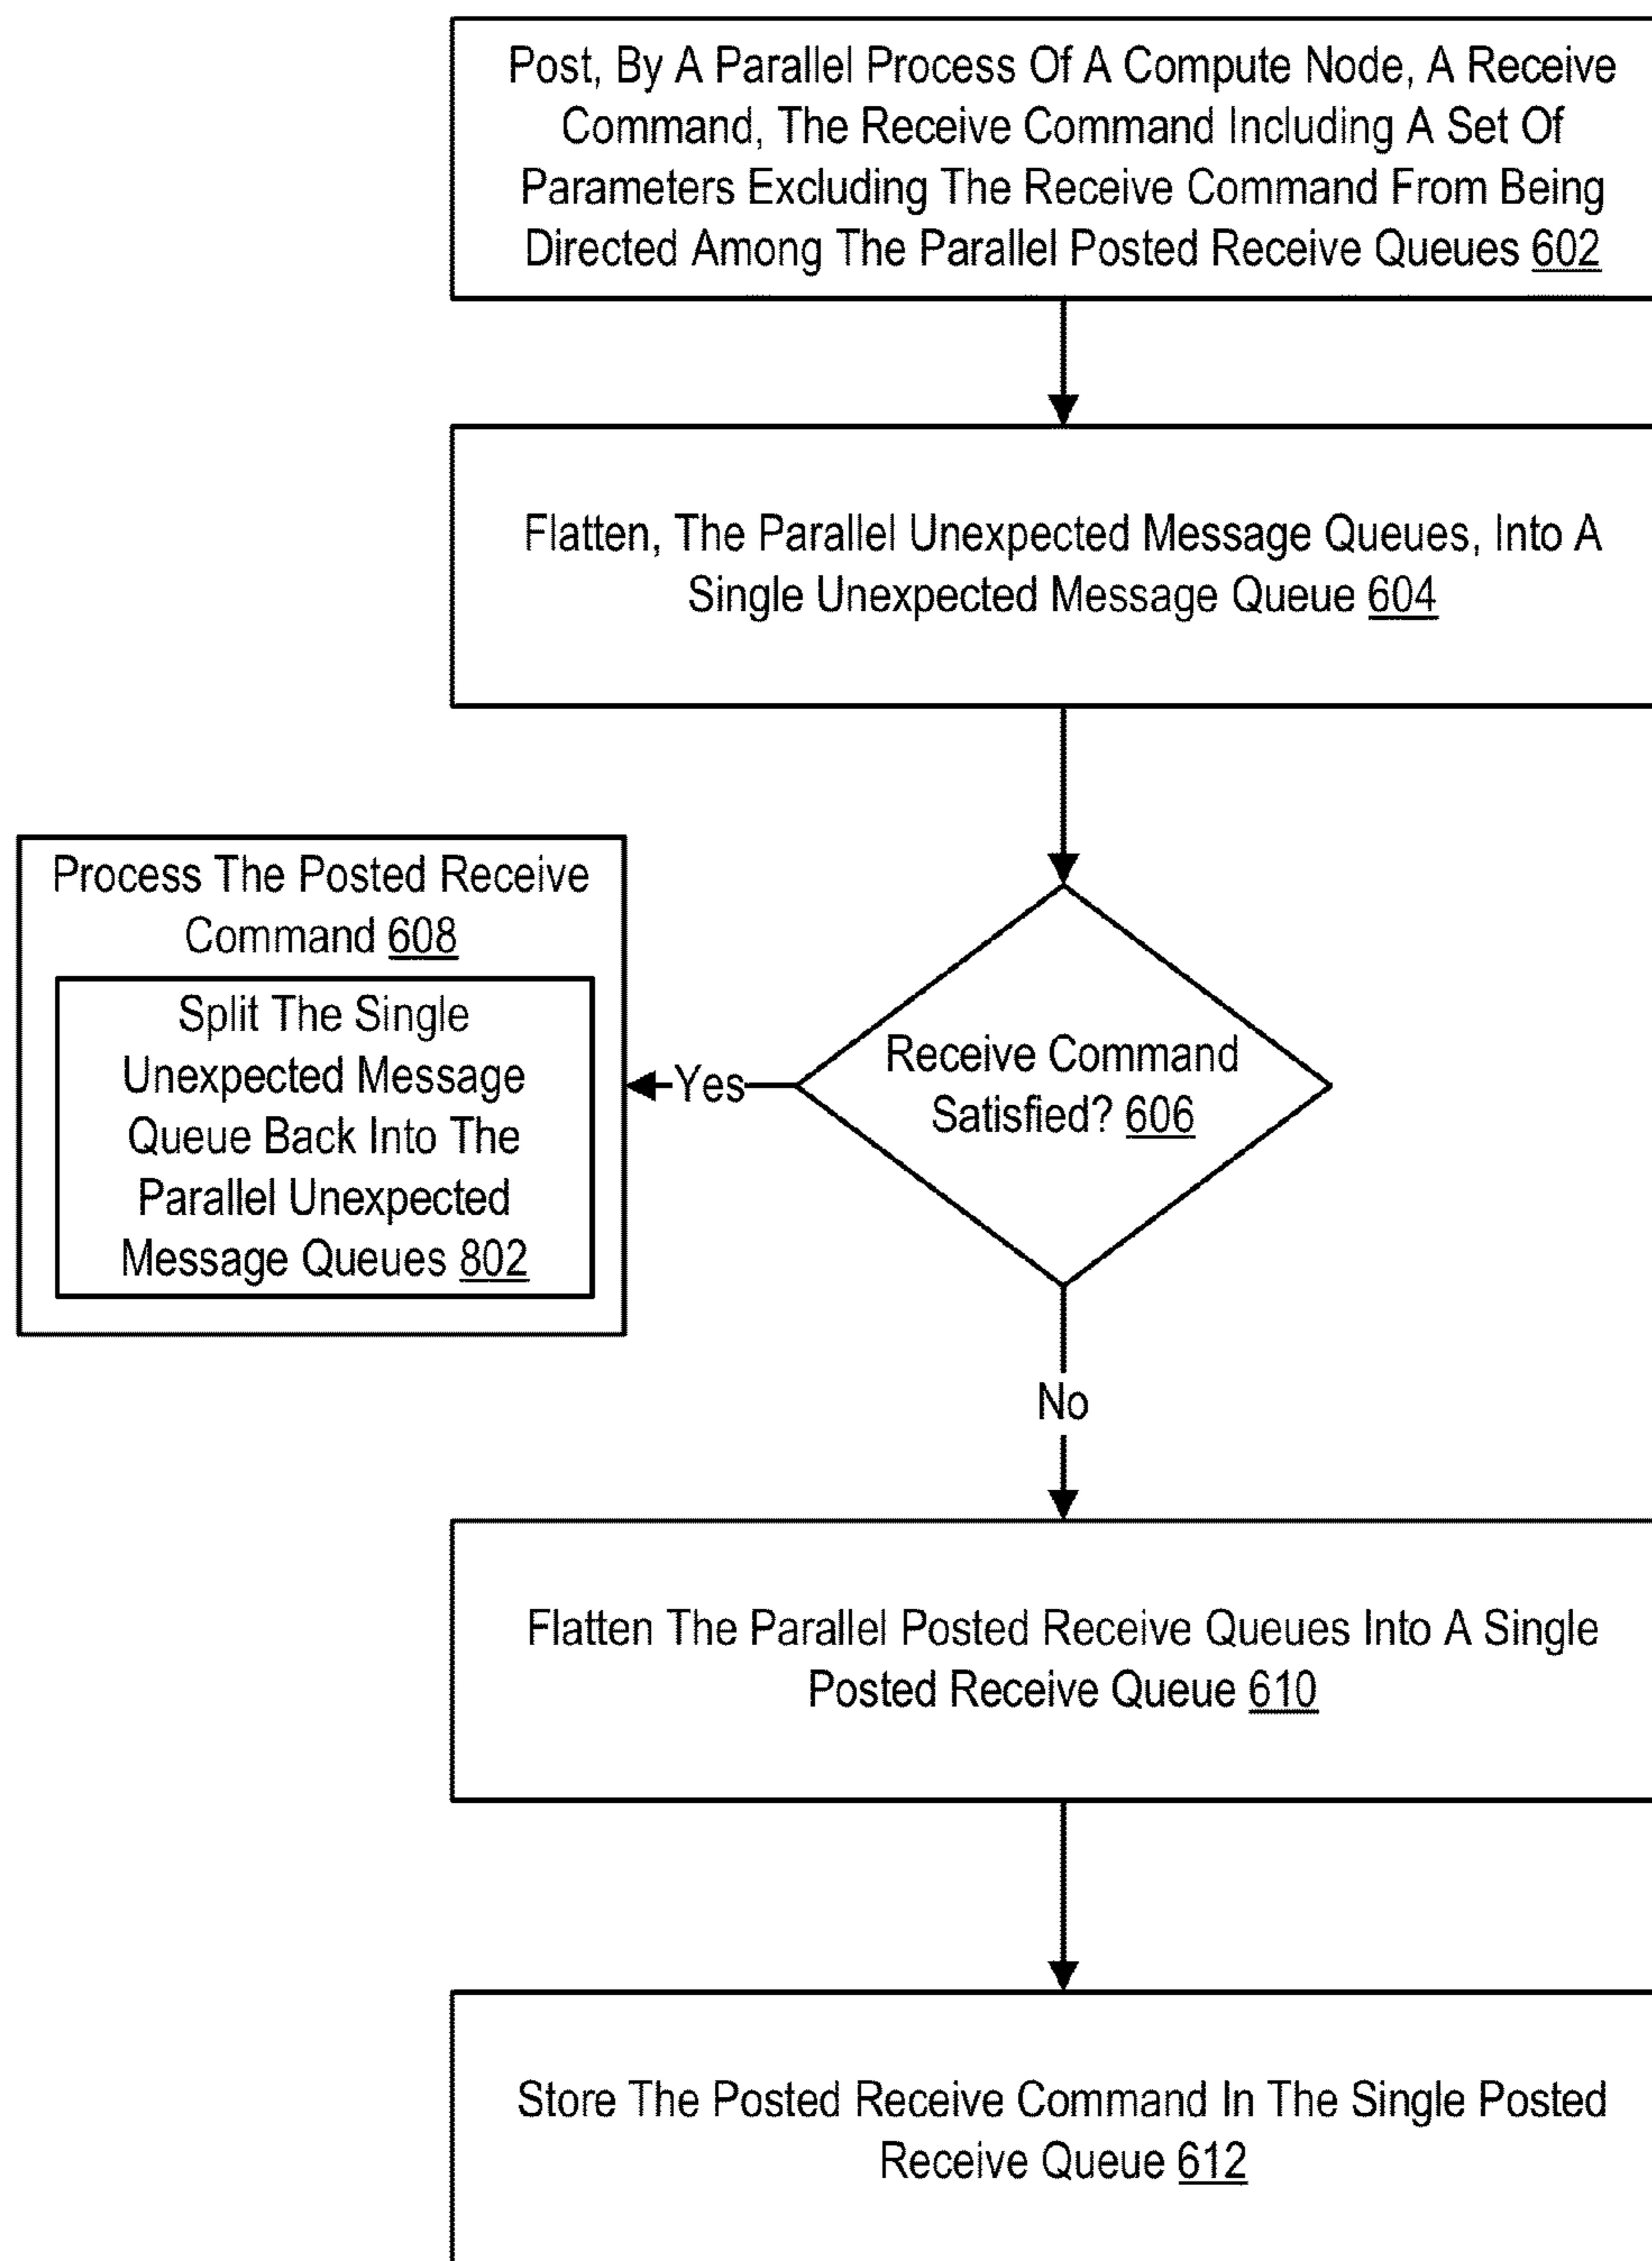 Post, By A Parallel Process Of A Compute Node, A Receive
Command, The Receive Command Including A Set Of
Parameters Excluding The Receive Command From Being
Directed Among The Parallel Posted Receive Queues 602
Flatten, The Parallel Unexpected Message Queues, Into A
Single Unexpected Message Queue 604
Process The Posted Receive
Command 608
Split The Single
Unexpected Message
Queue Back Into The
Parallel Unexpected
Message Queues 802
Yes
Receive Command
Satisfied? 606
No
Flatten The Parallel Posted Receive Queues Into A Single
Posted Receive Queue 610
Store The Posted Receive Command In The Single Posted
Receive Queue 612